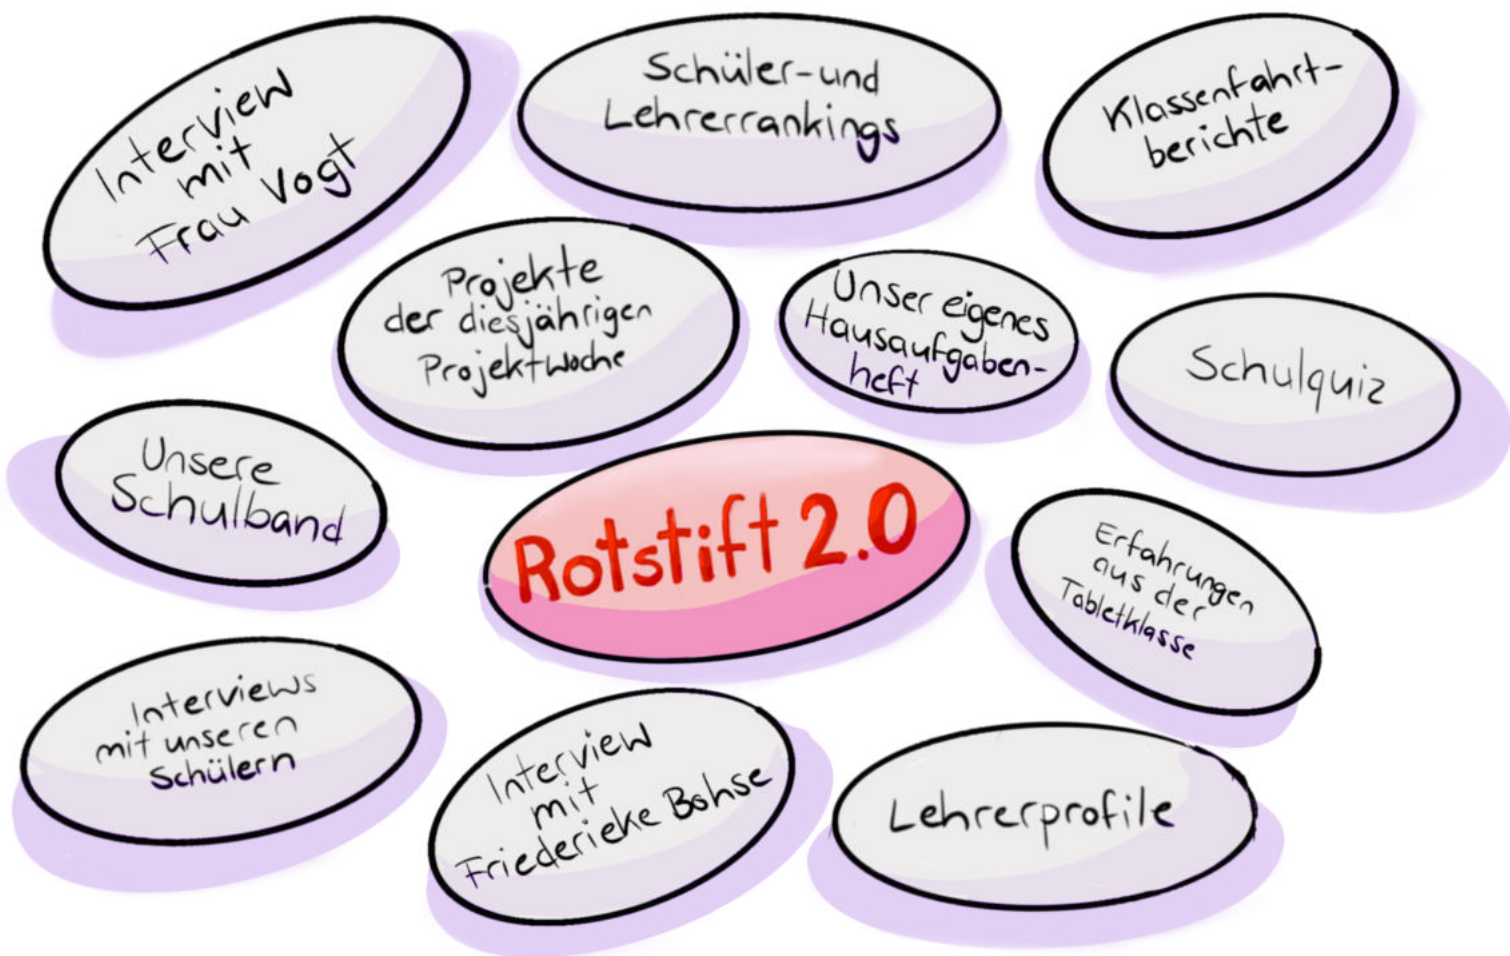 Interview
mit
Frau Vogt
Schüler-und
Lehrerrankings
Klassenfahrt-
berichte
Projekte
der diesjährigen
Projektwoche
Unser eigenes
Hausaufgaben-
heft
Schulquiz
Unsere
Schulband
Rotstift 2.0
Erfahrungen
aus der
Tabletklasse
Interviews
mit unseren
Schülern
Interview
mit
Friederieke Bohse
Lehrerprofile